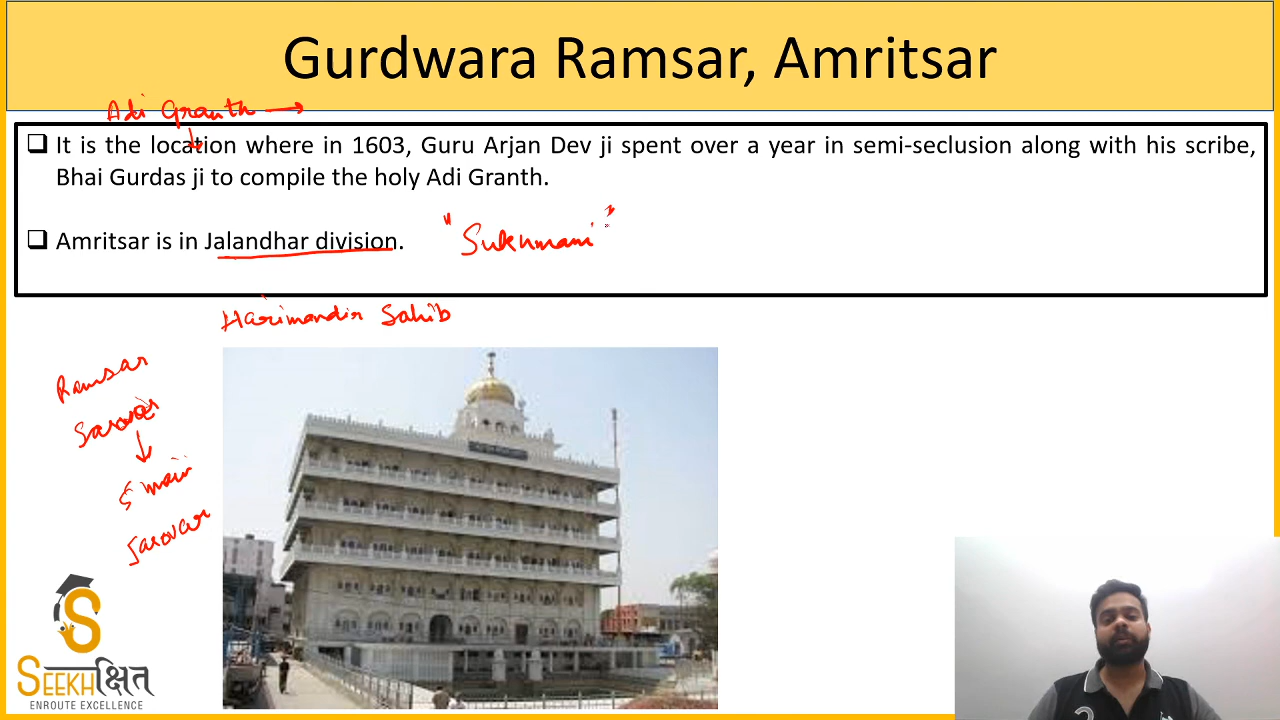 Gurdwara Ramsar, Amritsar
Adi Granth →
❑ It is the location where in 1603, Guru Arjan Dev ji spent over a year in semi-seclusion along with his scribe,
Bhai Gurdas ji to compile the holy Adi Granth.
❑ Amritsar is in Jalandhar division.
"Sukhmani"
Harimandir Sahib
Ramsar
Sarovar
↓
5 main
Sarovar
S
SEEKHक्षित
ENROUTE EXCELLENCE
2